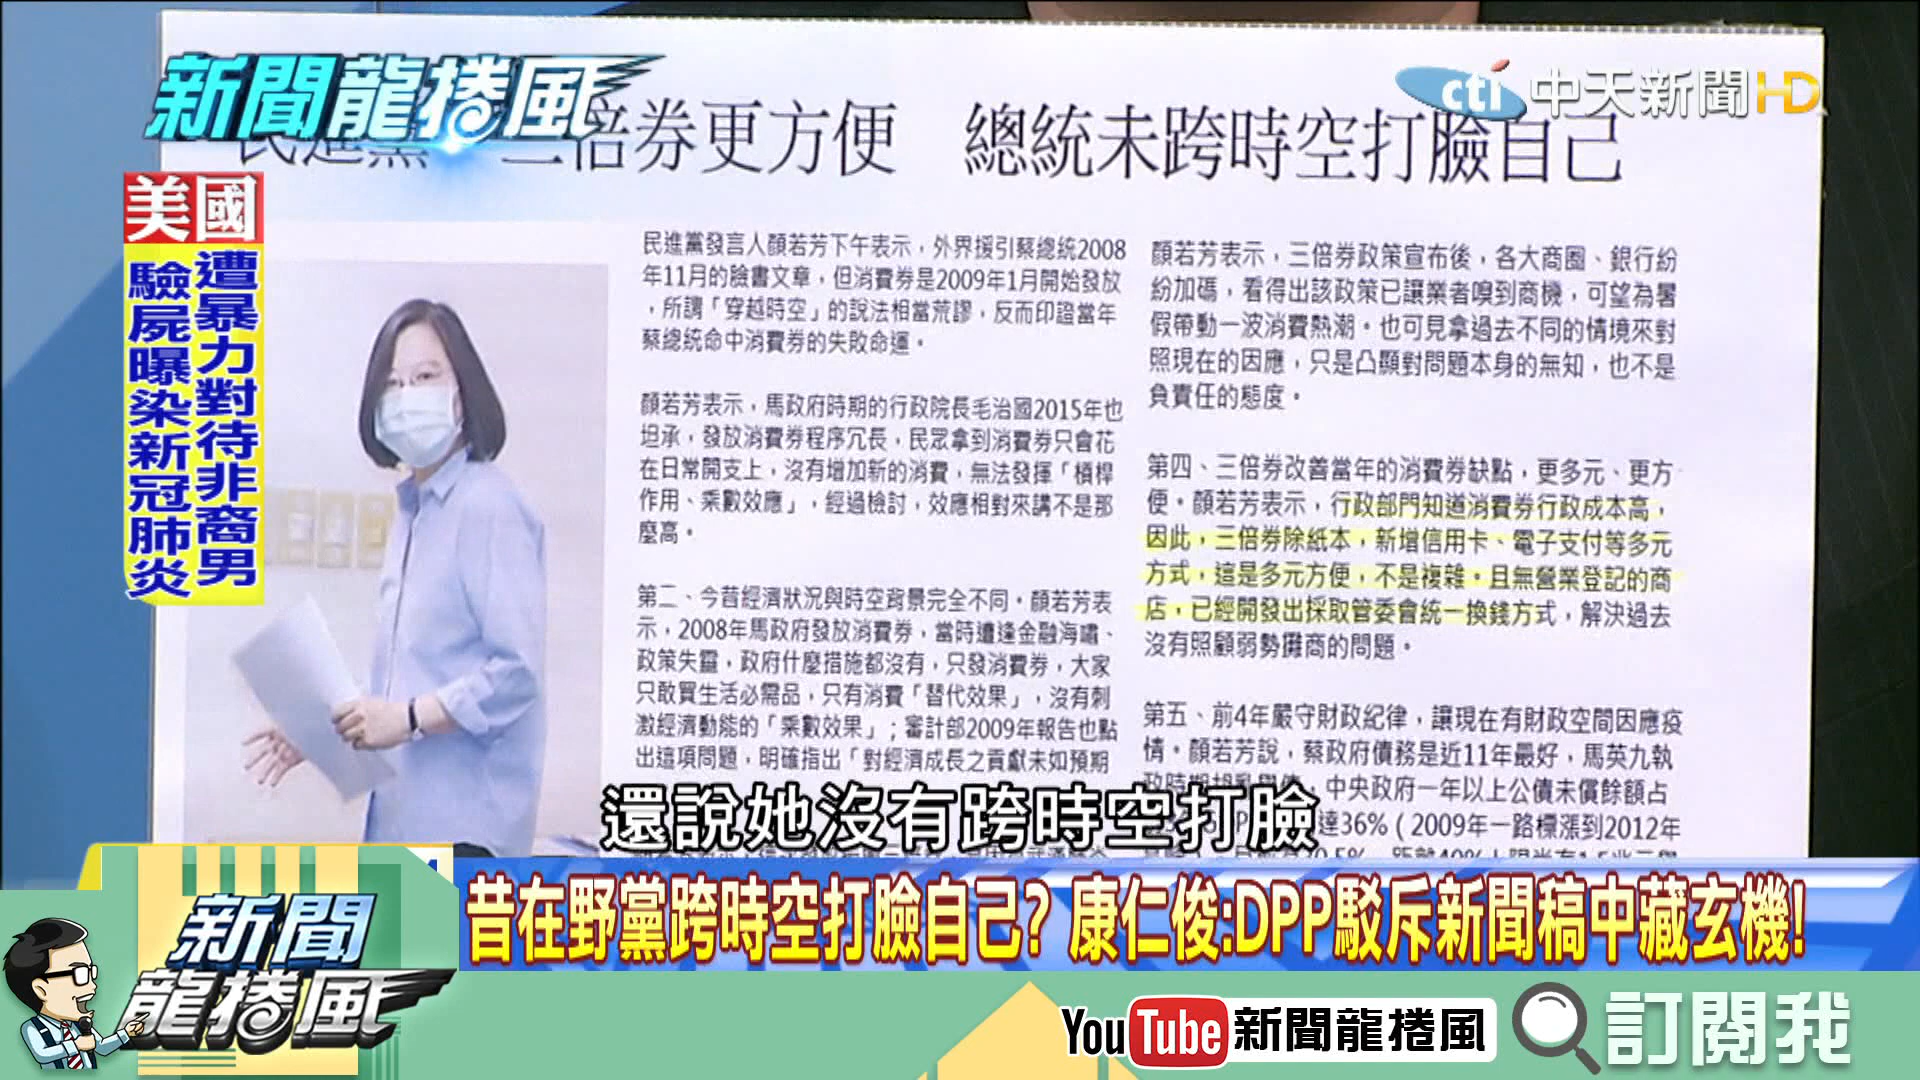 新聞龍捲風
cti 中天新聞HD
三倍券更方便　總統未跨時空打臉自己
美國
遭暴力對待非裔男
驗屍曝染新冠肺炎
民進黨發言人顏若芳下午表示，外界援引蔡總統2008
年11月的臉書文章，但消費券是2009年1月開始發放
，所謂「穿越時空」的說法相當荒謬，反而印證當年
蔡總統命中消費券的失敗命運。
顏若芳表示，馬政府時期的行政院長毛治國2015年也
坦承，發放消費券程序冗長，民眾拿到消費券只會花
在日常開支上，沒有增加新的消費，無法發揮「槓桿
作用、乘數效應」，經過檢討，效應相對來講不是那
麼高。
第二、今昔經濟狀況與時空背景完全不同。顏若芳表
示，2008年馬政府發放消費券，當時遭逢金融海嘯、
政策失靈，政府什麼措施都沒有，只發消費券，大家
只敢買生活必需品，只有消費「替代效果」，沒有刺
激經濟動能的「乘數效果」；審計部2009年報告也點
出這項問題，明確指出「對經濟成長之貢獻未如預期
顏若芳表示，三倍券政策宣布後，各大商圈、銀行紛
紛加碼，看得出該政策已讓業者嗅到商機，可望為暑
假帶動一波消費熱潮。也可見拿過去不同的情境來對
照現在的因應，只是凸顯對問題本身的無知，也不是
負責任的態度。
第四、三倍券改善當年的消費券缺點，更多元、更方
便。顏若芳表示，行政部門知道消費券行政成本高，
因此，三倍券除紙本，新增信用卡、電子支付等多元
方式，這是多元方便，不是複雜。且無營業登記的商
店，已經開發出採取管委會統一換錢方式，解決過去
沒有照顧弱勢攤商的問題。
第五、前4年嚴守財政紀律，讓現在有財政空間因應疫
情。顏若芳說，蔡政府債務是近11年最好，馬英九執
中央政府一年以上公債未償餘額占
達36%（2009年一路標漲到2012年
還說她沒有跨時空打臉
昔在野黨跨時空打臉自己？康仁俊:DPP駁斥新聞稿中藏玄機!
新聞
龍捲風
YouTube 新聞龍捲風
訂閱我